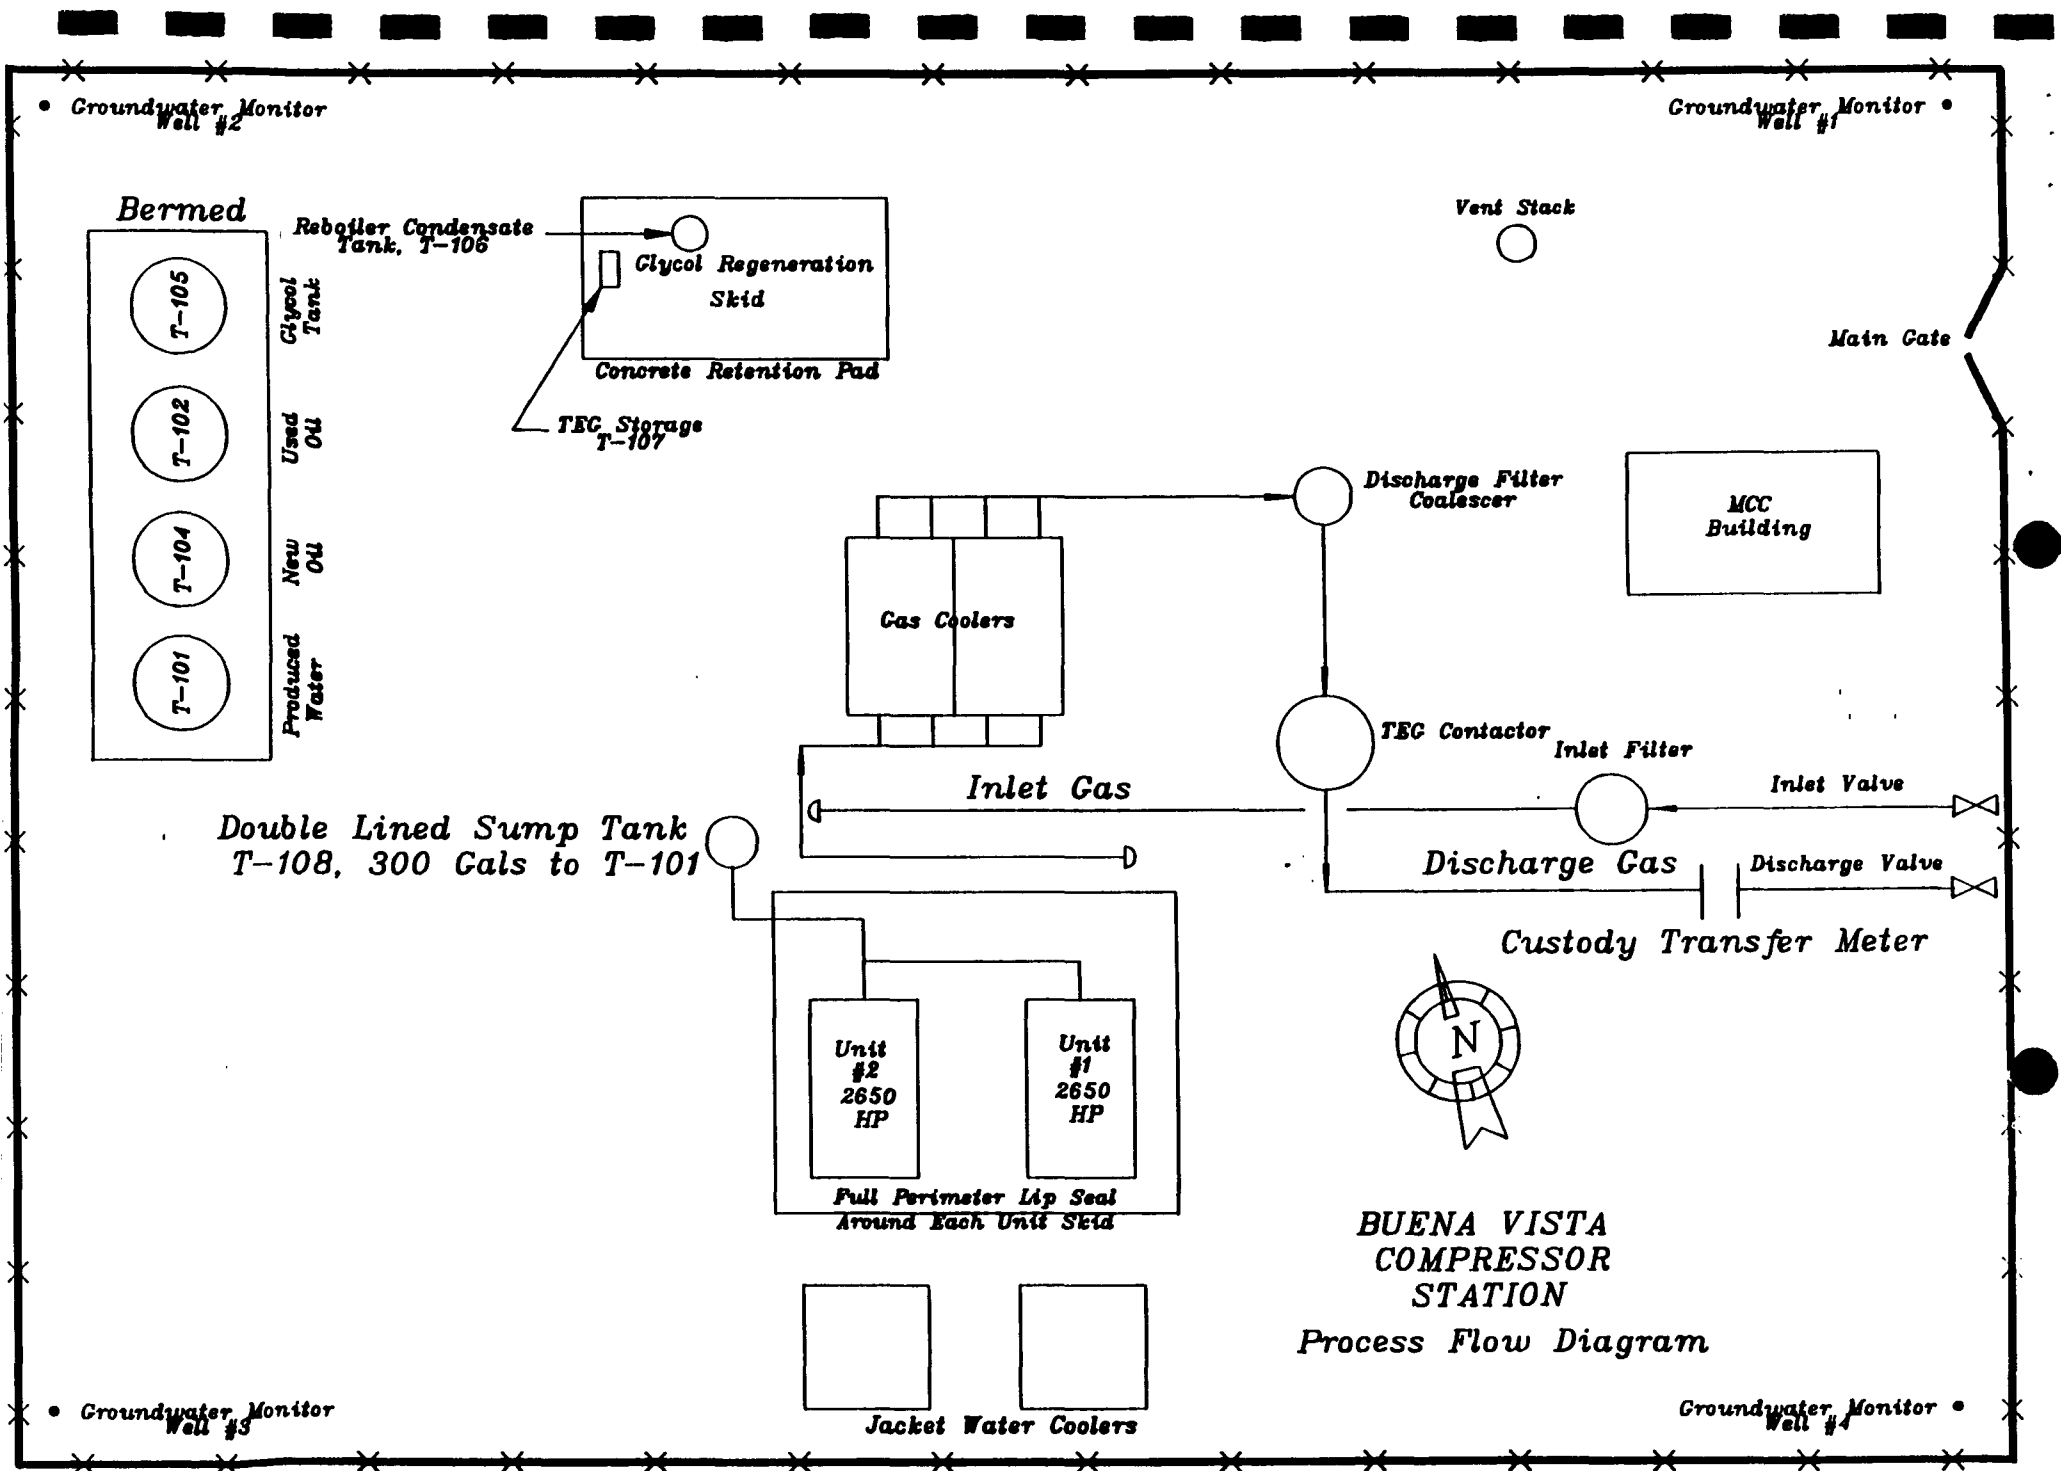 Groundwater Monitor
Well #2
Groundwater Monitor
Well #1
Bermed
T-105
Glycol
Tank
T-102
Used
Oil
T-104
New
Oil
T-101
Produced
Water
Reboiler Condensate
Tank, T-106
Glycol Regeneration
Skid
Concrete Retention Pad
TEG Storage
T-107
Vent Stack
Main Gate
Discharge Filter
Coalescer
MCC
Building
Gas Coolers
TEG Contactor
Inlet Filter
Inlet Gas
Inlet Valve
Double Lined Sump Tank
T-108, 300 Gals to T-101
Discharge Gas
Discharge Valve
Custody Transfer Meter
N
Unit
#2
2650
HP
Unit
#1
2650
HP
Full Perimeter Lip Seal
Around Each Unit Skid
BUENA VISTA
COMPRESSOR
STATION
Process Flow Diagram
Jacket Water Coolers
Groundwater Monitor
Well #3
Groundwater Monitor
Well #4